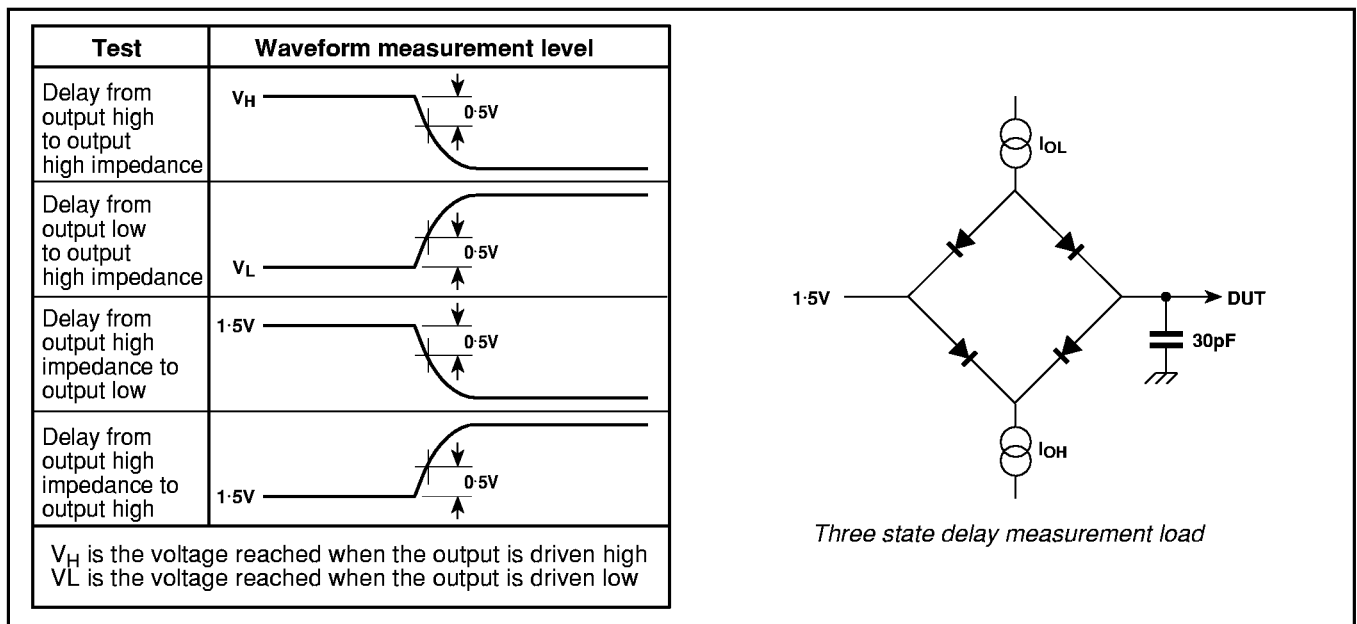 Test
Waveform measurement level
Delay from
output high
to output
high impedance
VH
0·5V
Delay from
output low
to output
high impedance
VL
0·5V
Delay from
output high
impedance to
output low
1·5V
0·5V
Delay from
output high
impedance to
output high
1·5V
0·5V
VH is the voltage reached when the output is driven high
VL is the voltage reached when the output is driven low
IOL
1·5V
DUT
30pF
IOH
Three state delay measurement load